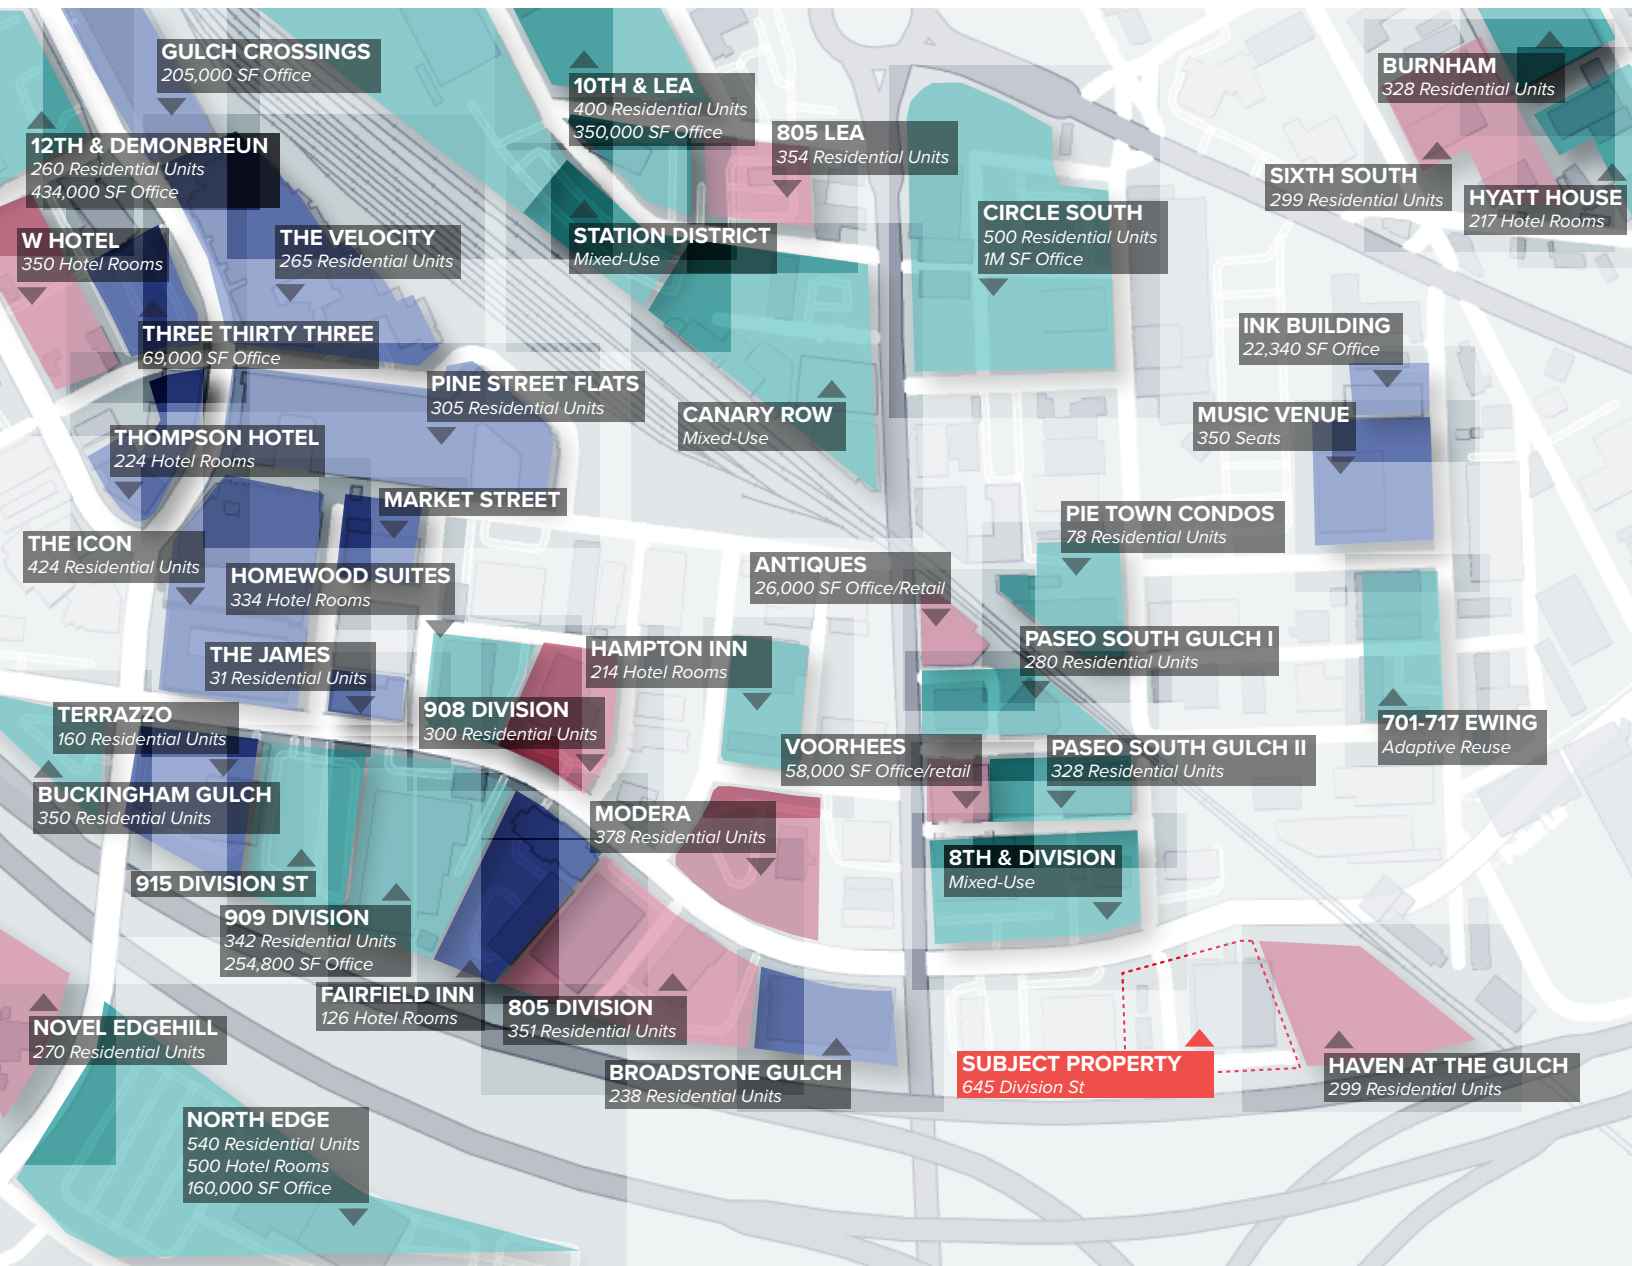 GULCH CROSSINGS
205,000 SF Office
10TH & LEA
400 Residential Units
350,000 SF Office
BURNHAM
328 Residential Units
805 LEA
354 Residential Units
12TH & DEMONBREUN
260 Residential Units
434,000 SF Office
SIXTH SOUTH
299 Residential Units
HYATT HOUSE
217 Hotel Rooms
W HOTEL
350 Hotel Rooms
THE VELOCITY
265 Residential Units
STATION DISTRICT
Mixed-Use
CIRCLE SOUTH
500 Residential Units
1M SF Office
THREE THIRTY THREE
69,000 SF Office
INK BUILDING
22,340 SF Office
PINE STREET FLATS
305 Residential Units
CANARY ROW
Mixed-Use
MUSIC VENUE
350 Seats
THOMPSON HOTEL
224 Hotel Rooms
MARKET STREET
PIE TOWN CONDOS
78 Residential Units
THE ICON
424 Residential Units
HOMEWOOD SUITES
334 Hotel Rooms
ANTIQUES
26,000 SF Office/Retail
THE JAMES
31 Residential Units
HAMPTON INN
214 Hotel Rooms
PASEO SOUTH GULCH I
280 Residential Units
TERRAZZO
160 Residential Units
908 DIVISION
300 Residential Units
VOORHEES
58,000 SF Office/retail
PASEO SOUTH GULCH II
328 Residential Units
701-717 EWING
Adaptive Reuse
BUCKINGHAM GULCH
350 Residential Units
MODERA
378 Residential Units
915 DIVISION ST
8TH & DIVISION
Mixed-Use
909 DIVISION
342 Residential Units
254,800 SF Office
FAIRFIELD INN
126 Hotel Rooms
805 DIVISION
351 Residential Units
NOVEL EDGEHILL
270 Residential Units
BROADSTONE GULCH
238 Residential Units
SUBJECT PROPERTY
645 Division St
HAVEN AT THE GULCH
299 Residential Units
NORTH EDGE
540 Residential Units
500 Hotel Rooms
160,000 SF Office